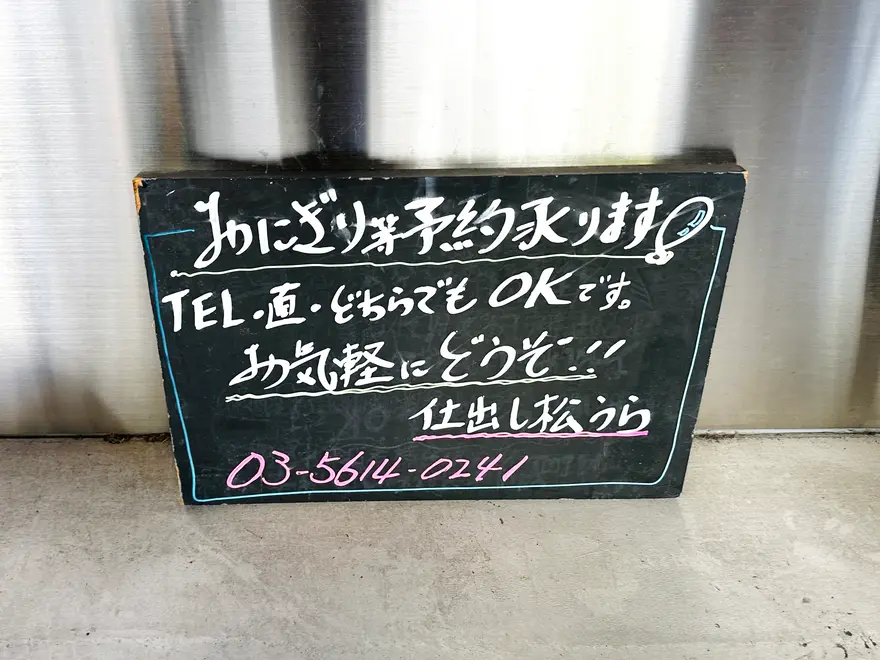 おにぎり等予約承ります!
TEL・直・どちらでもOKです。
お気軽にどうぞ!!
仕出し松うら
03-5614-0241